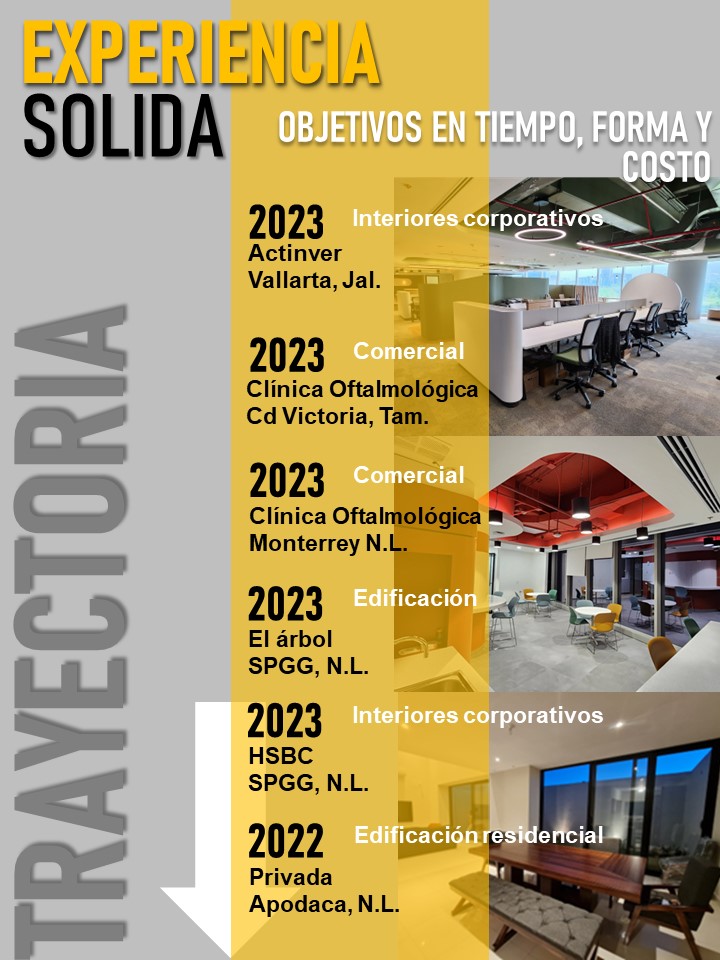 EXPERIENCIA
SOLIDA
OBJETIVOS EN TIEMPO, FORMA Y
COSTO
TRAYECTORIA
2023 Interiores corporativos
Actinver
Vallarta, Jal.
2023 Comercial
Clínica Oftalmológica
Cd Victoria, Tam.
2023 Comercial
Clínica Oftalmológica
Monterrey N.L.
2023 Edificación
El árbol
SPGG, N.L.
2023 Interiores corporativos
HSBC
SPGG, N.L.
2022 Edificación residencial
Privada
Apodaca, N.L.